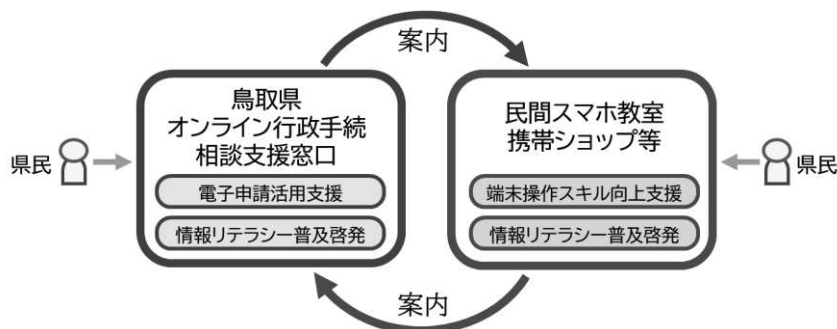 案内
鳥取県
オンライン行政手続
相談支援窓口
電子申請活用支援
情報リテラシー普及啓発
民間スマホ教室
携帯ショップ等
端末操作スキル向上支援
情報リテラシー普及啓発
県民
県民
案内